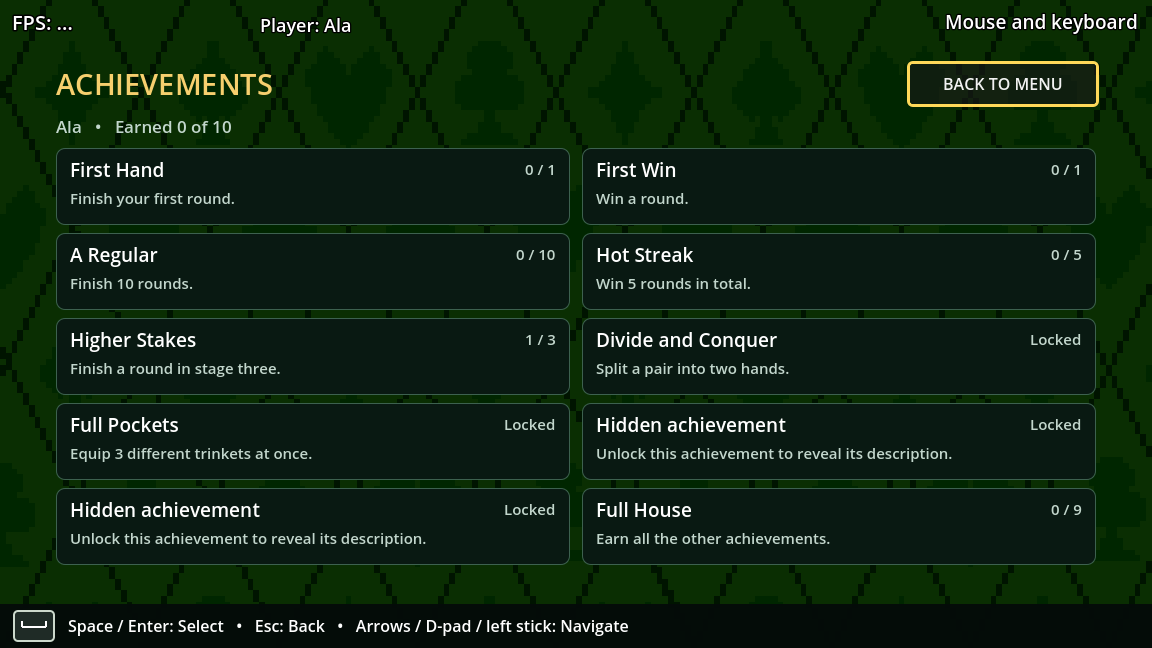 FPS: ...
Player: Ala
Mouse and keyboard
ACHIEVEMENTS
BACK TO MENU
Ala • Earned 0 of 10
First Hand
0 / 1
Finish your first round.
First Win
0 / 1
Win a round.
A Regular
0 / 10
Finish 10 rounds.
Hot Streak
0 / 5
Win 5 rounds in total.
Higher Stakes
1 / 3
Finish a round in stage three.
Divide and Conquer
Locked
Split a pair into two hands.
Full Pockets
Locked
Equip 3 different trinkets at once.
Hidden achievement
Locked
Unlock this achievement to reveal its description.
Hidden achievement
Locked
Unlock this achievement to reveal its description.
Full House
0 / 9
Earn all the other achievements.
Space / Enter: Select • Esc: Back • Arrows / D-pad / left stick: Navigate